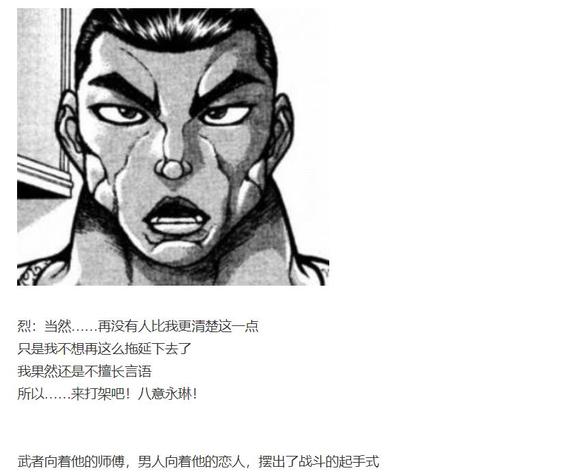 烈：当然……再没有人比我更清楚这一点
只是我不想再这么拖延下去了
我果然还是不擅长言语
所以……来打架吧！八意永琳！
武者向着他的师傅，男人向着他的恋人，摆出了战斗的起手式